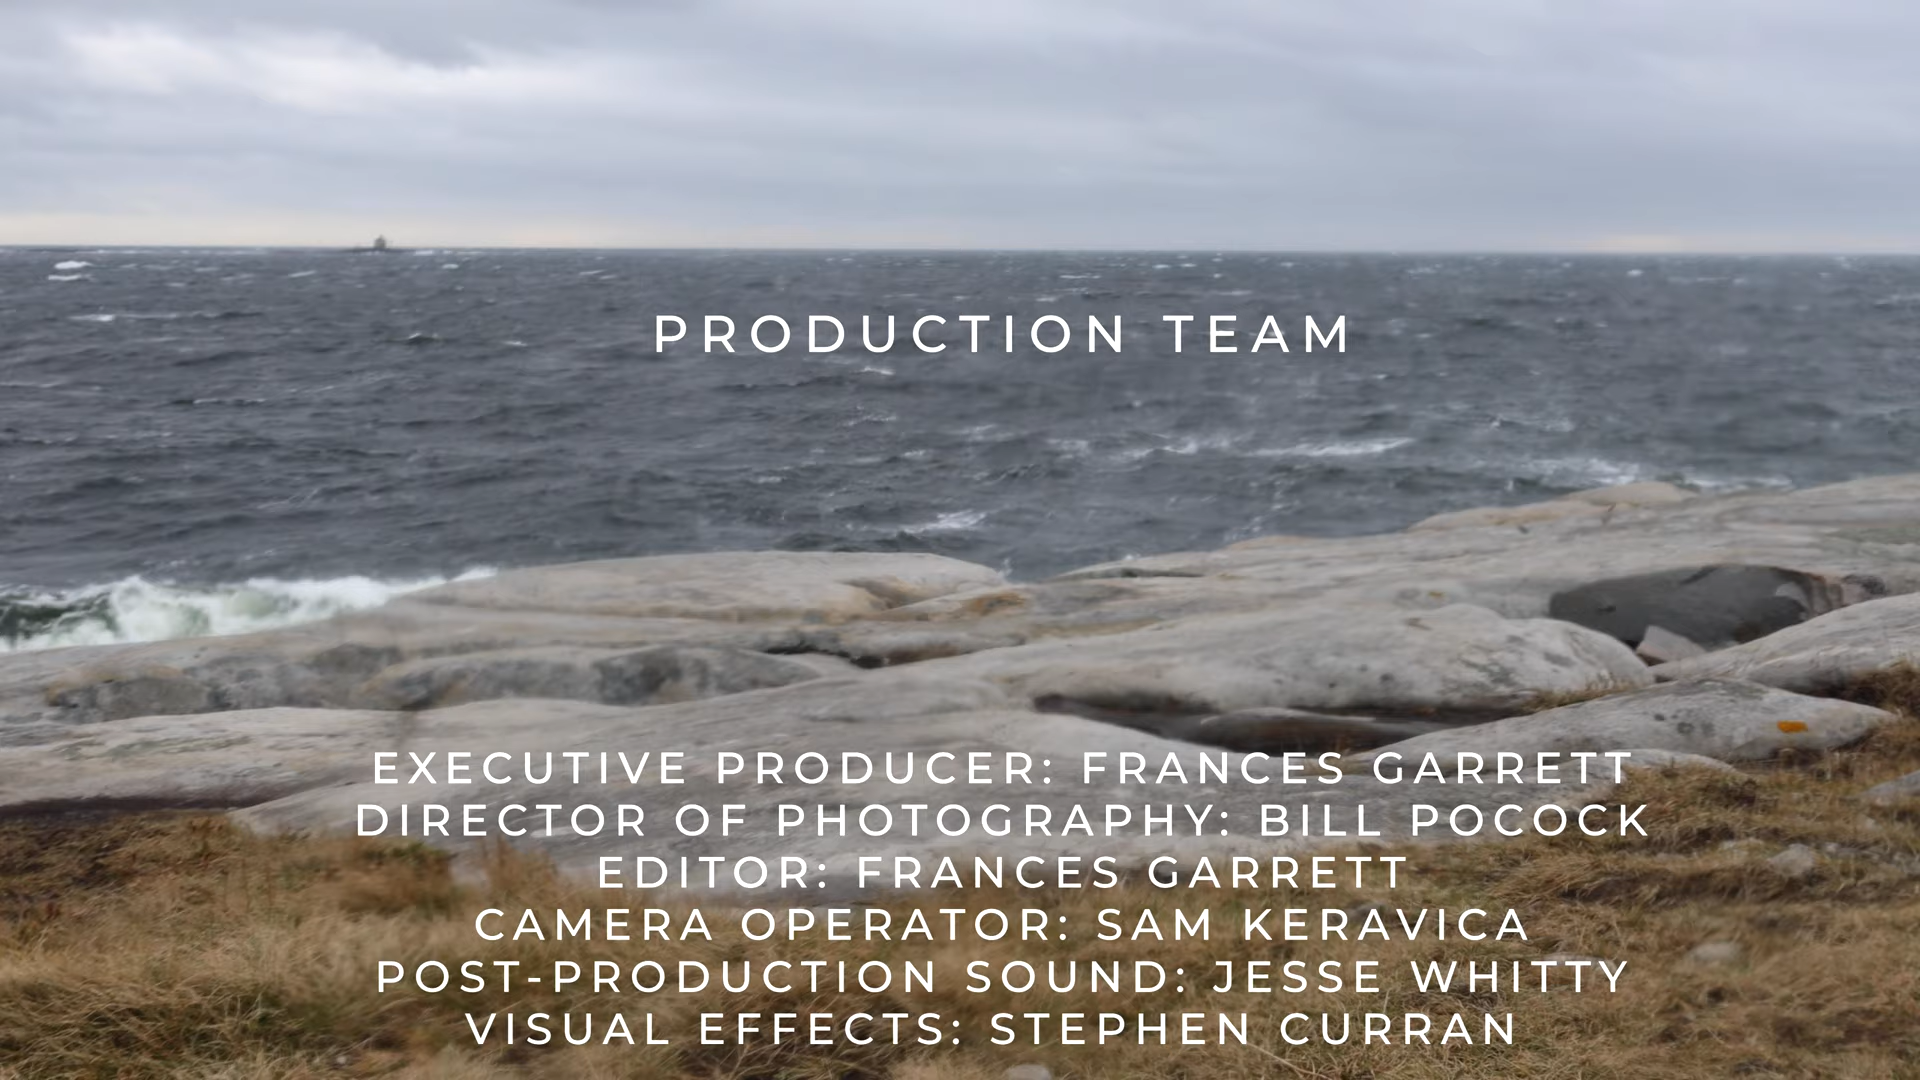 PRODUCTION TEAM
EXECUTIVE PRODUCER: FRANCES GARRETT
DIRECTOR OF PHOTOGRAPHY: BILL POCOCK
EDITOR: FRANCES GARRETT
CAMERA OPERATOR: SAM KERAVICA
POST-PRODUCTION SOUND: JESSE WHITTY
VISUAL EFFECTS: STEPHEN CURRAN